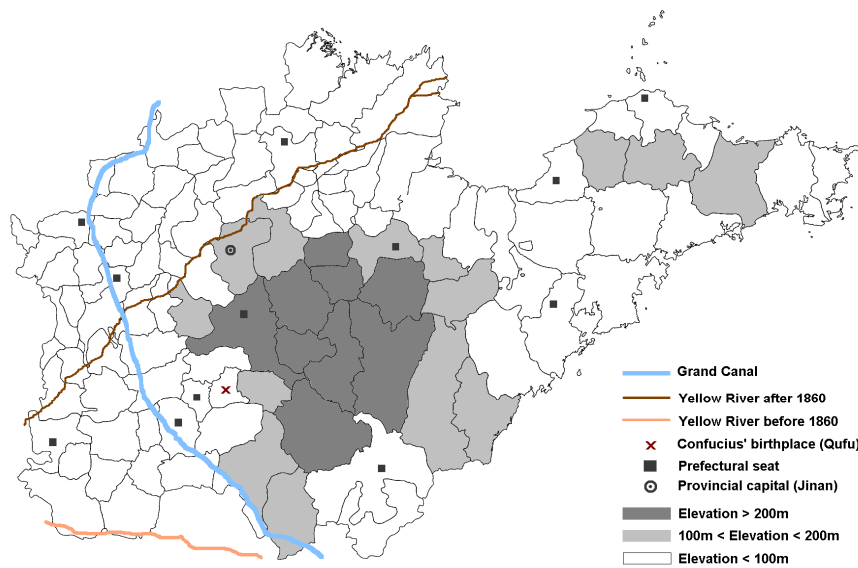 Grand Canal
Yellow River after 1860
Yellow River before 1860
Confucius' birthplace (Qufu)
Prefectural seat
Provincial capital (Jinan)
Elevation > 200m
100m < Elevation < 200m
Elevation < 100m